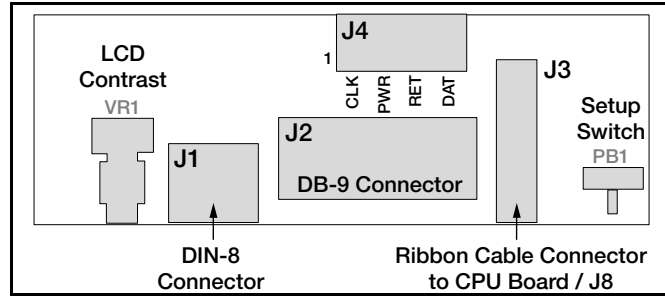 LCD
Contrast
VR1
J1
J4
1
CLK
PWR
RET
DAT
J2
DB-9 Connector
J3
Setup
Switch
PB1
DIN-8
Connector
Ribbon Cable Connector
to CPU Board / J8